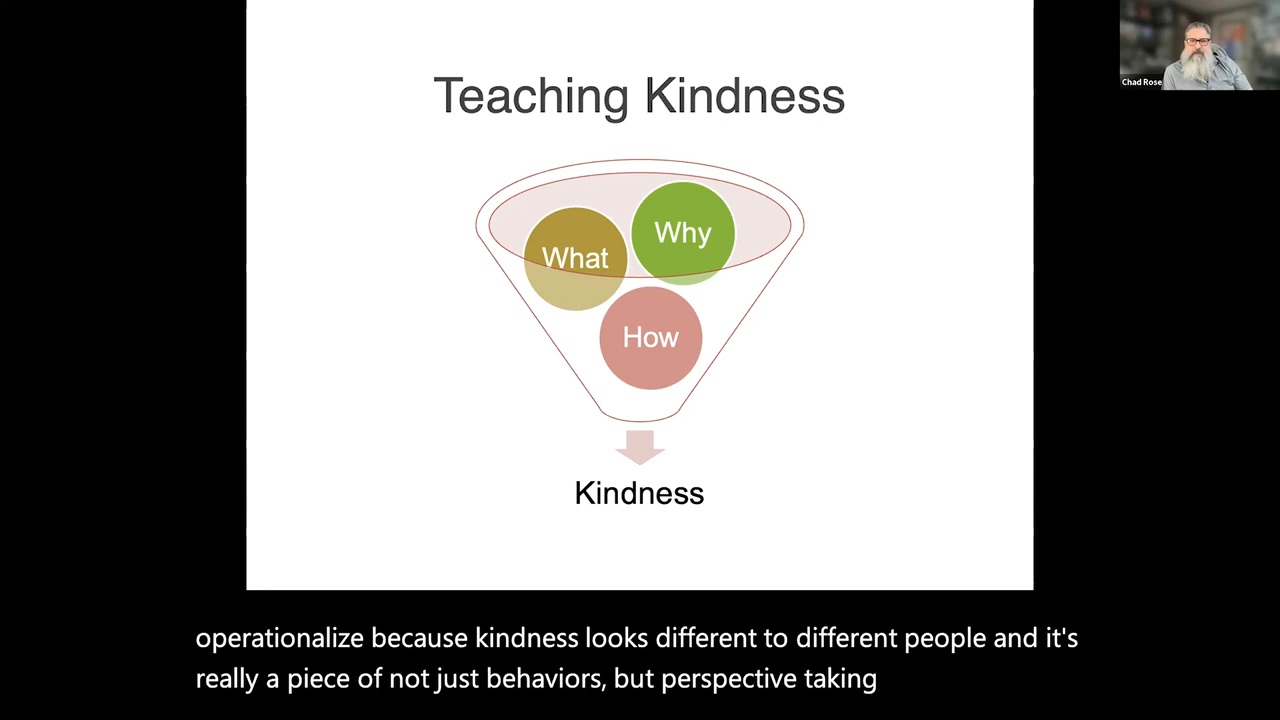 Teaching Kindness
Chad Rose
Why
What
How
Kindness
operationalize because kindness looks different to different people and it's
really a piece of not just behaviors, but perspective taking